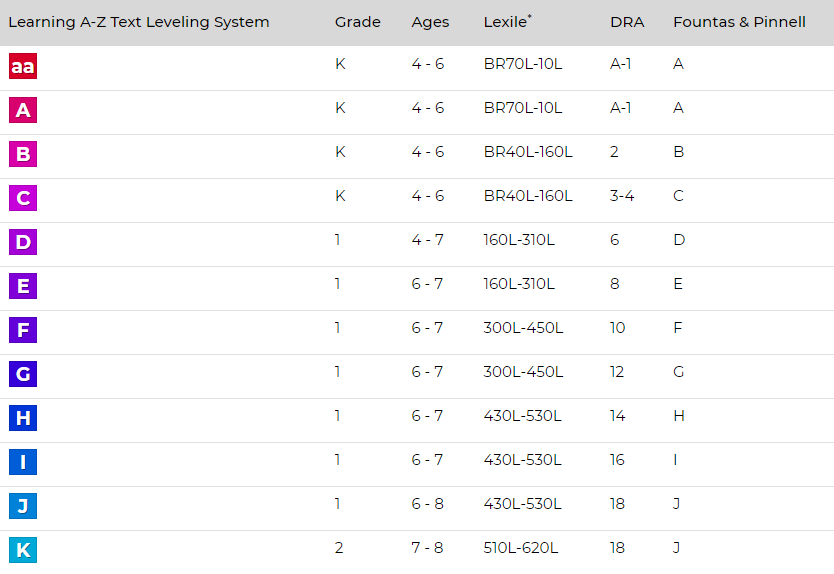 Learning A-Z Text Leveling System Grade Ages Lexile* DRA Fountas & Pinnell
aa K 4 - 6 BR70L-10L A-1 A
A K 4 - 6 BR70L-10L A-1 A
B K 4 - 6 BR40L-160L 2 B
C K 4 - 6 BR40L-160L 3-4 C
D 1 4 - 7 160L-310L 6 D
E 1 6 - 7 160L-310L 8 E
F 1 6 - 7 300L-450L 10 F
G 1 6 - 7 300L-450L 12 G
H 1 6 - 7 430L-530L 14 H
I 1 6 - 7 430L-530L 16 I
J 1 6 - 8 430L-530L 18 J
K 2 7 - 8 510L-620L 18 J